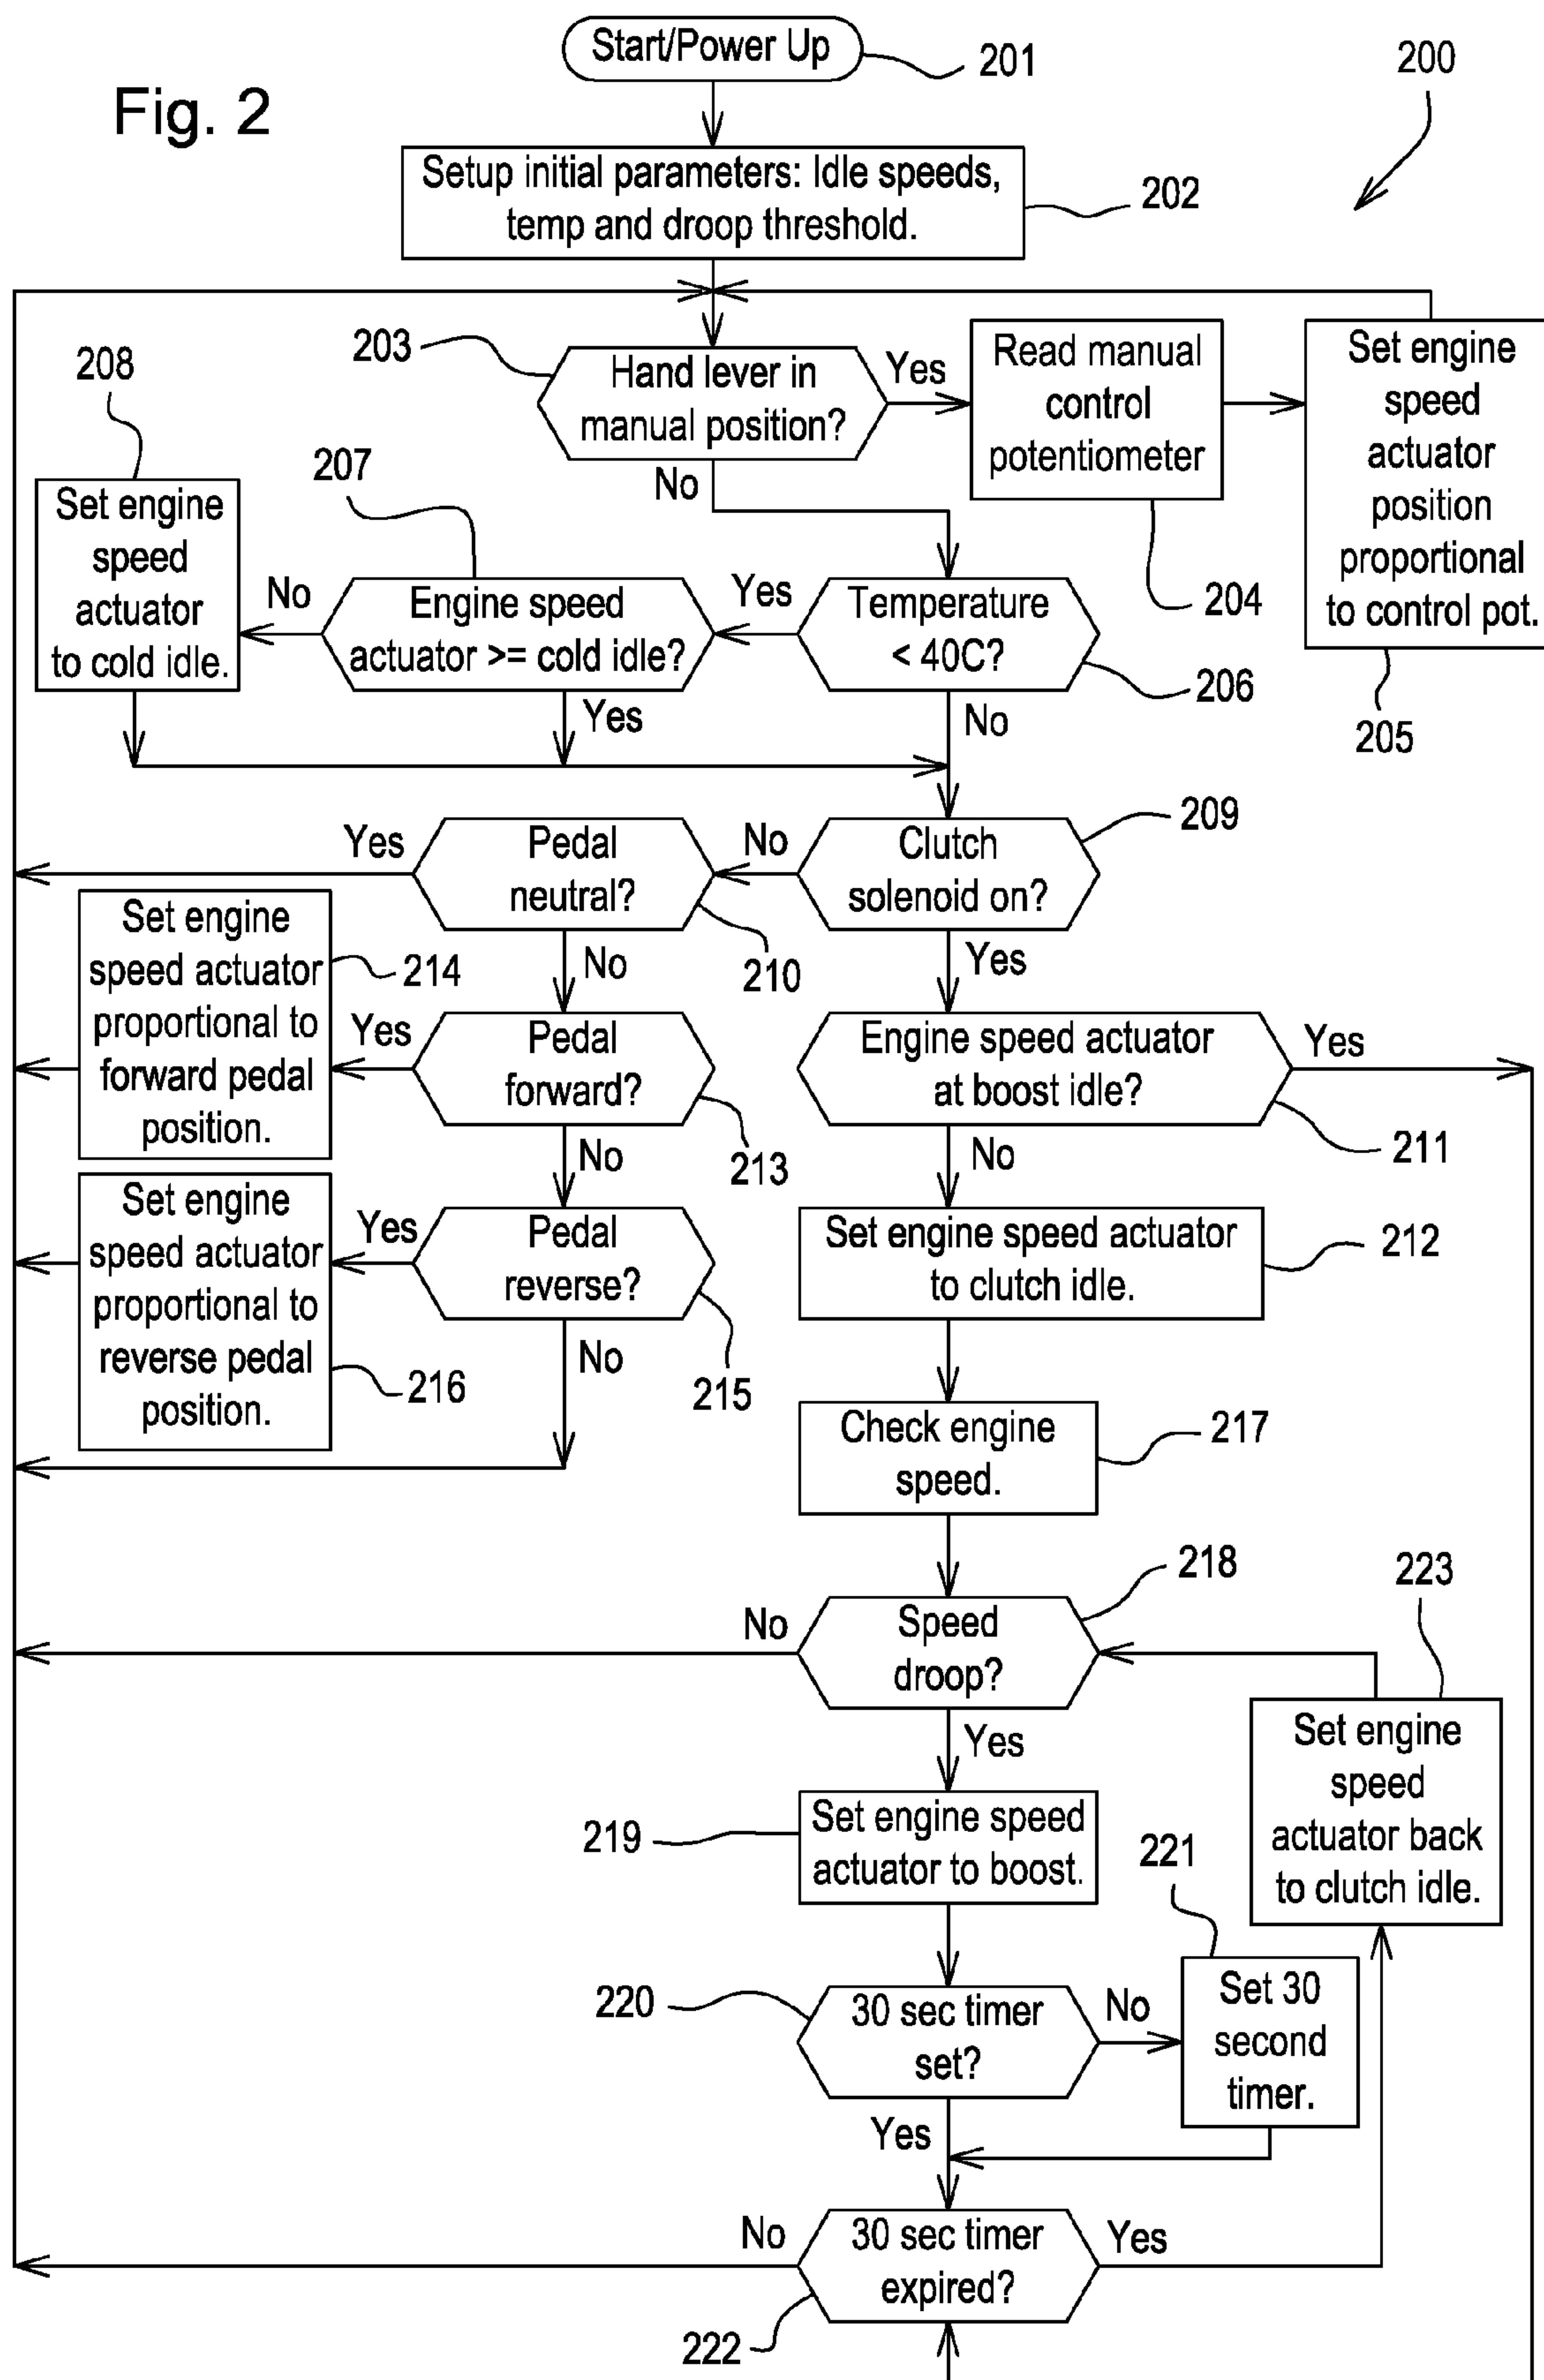 Fig. 2
Start/Power Up
201
200
Setup initial parameters: Idle speeds,
temp and droop threshold.
202
203
Hand lever in
manual position?
Yes
No
Read manual
control
potentiometer
204
Set engine
speed
actuator
position
proportional
to control pot.
205
208
Set engine
speed
actuator
to cold idle.
207
No
Engine speed
actuator >= cold idle?
Yes
Yes
Temperature
< 40C?
206
No
209
Clutch
solenoid on?
No
Yes
Pedal
neutral?
210
Yes
No
Set engine
speed actuator
proportional to
forward pedal
position.
214
Yes
Pedal
forward?
213
No
Engine speed actuator
at boost idle?
Yes
211
No
Set engine
speed actuator
proportional to
reverse pedal
position.
216
Yes
Pedal
reverse?
215
No
Set engine speed actuator
to clutch idle.
212
Check engine
speed.
217
218
No
Speed
droop?
Yes
223
Set engine
speed
actuator back
to clutch idle.
219
Set engine speed
actuator to boost.
221
Set 30
second
timer.
220
30 sec timer
set?
No
Yes
No
30 sec timer
expired?
Yes
222